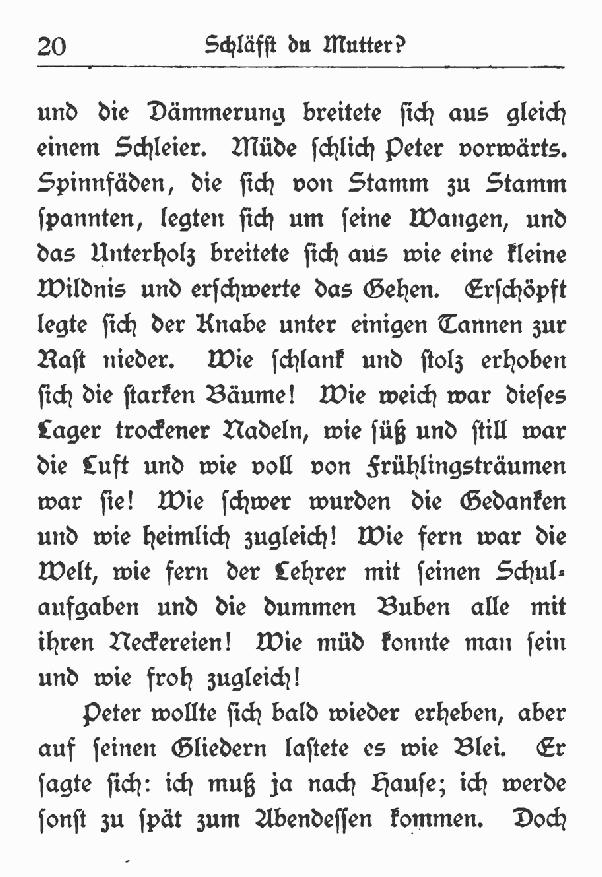 20 Schläfst du Mutter?
und die Dämmerung breitete sich aus gleich
einem Schleier. Müde schlich Peter vorwärts.
Spinnfäden, die sich von Stamm zu Stamm
spannten, legten sich um seine Wangen, und
das Unterholz breitete sich aus wie eine kleine
Wildnis und erschwerte das Gehen. Erschöpft
legte sich der Knabe unter einigen Tannen zur
Rast nieder. Wie schlank und stolz erhoben
sich die starken Bäume! Wie weich war dieses
Lager trockener Nadeln, wie süß und still war
die Luft und wie voll von Frühlingsträumen
war sie! Wie schwer wurden die Gedanken
und wie heimlich zugleich! Wie fern war die
Welt, wie fern der Lehrer mit seinen Schul-
aufgaben und die dummen Buben alle mit
ihren Neckereien! Wie müd konnte man sein
und wie froh zugleich!
Peter wollte sich bald wieder erheben, aber
auf seinen Gliedern lastete es wie Blei. Er
sagte sich: ich muß ja nach Hause; ich werde
sonst zu spät zum Abendessen kommen. Doch